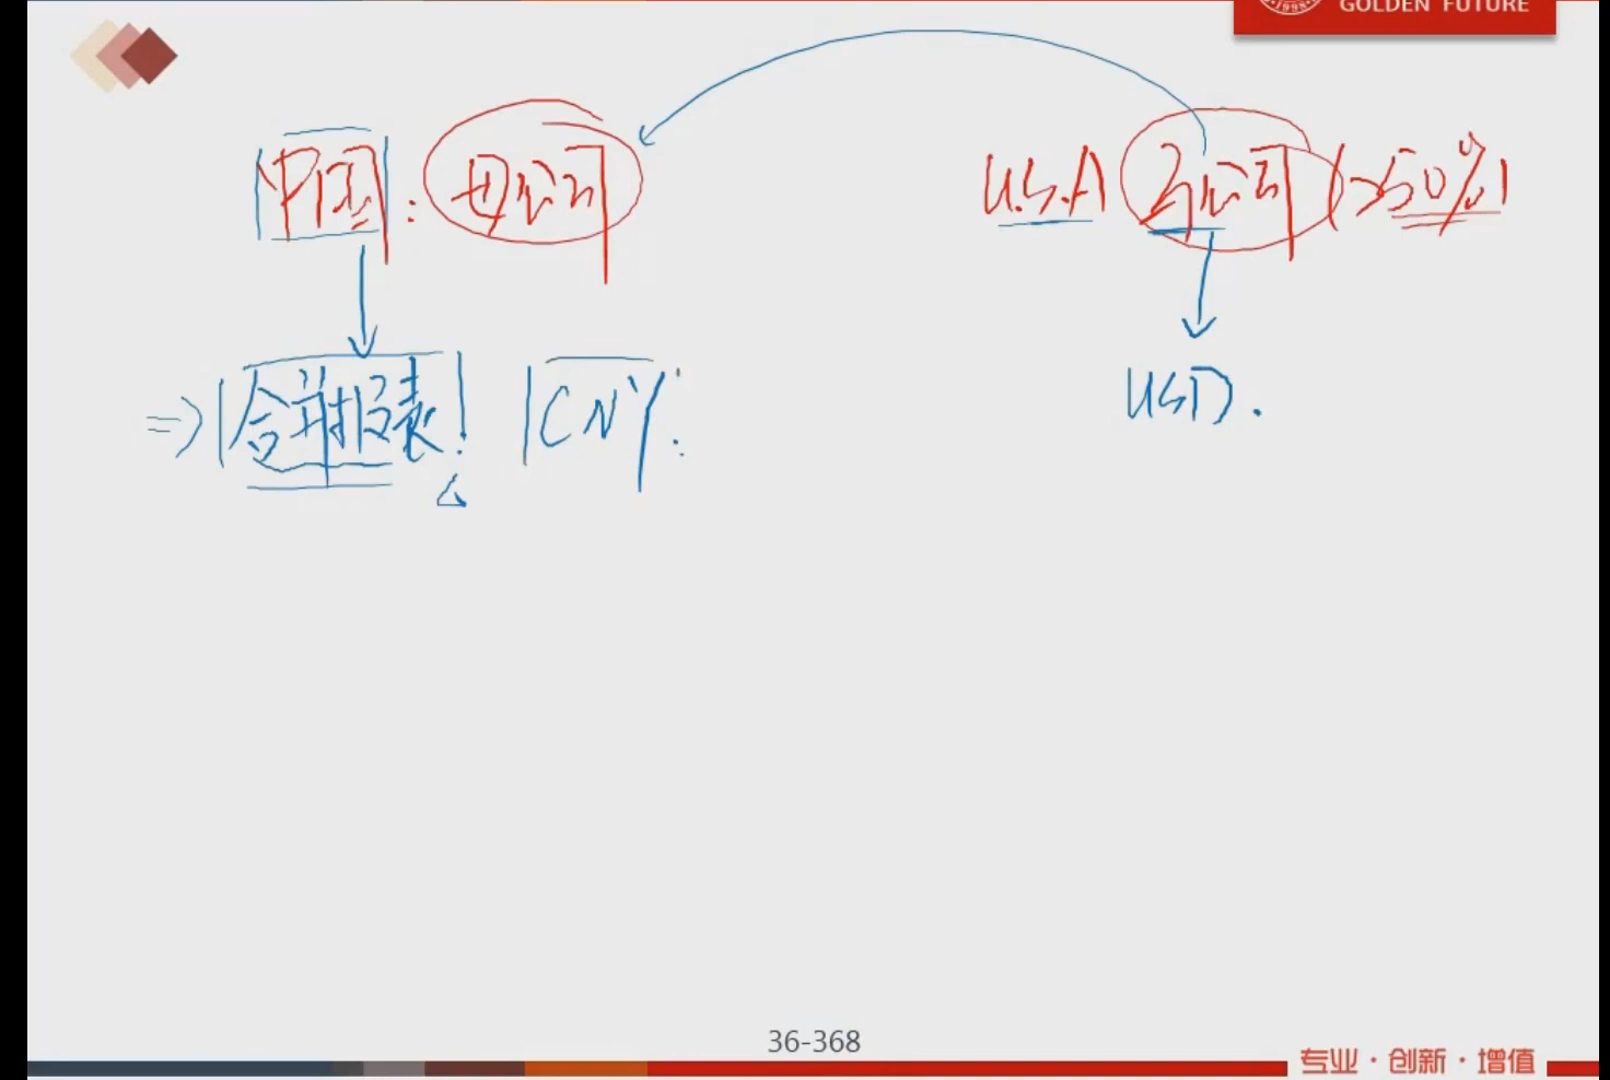 GOLDEN FUTURE
中国：母公司 U.S.A 子公司 (>50%)
=> 合并报表! CNY: USD.
36-368
专业·创新·增值